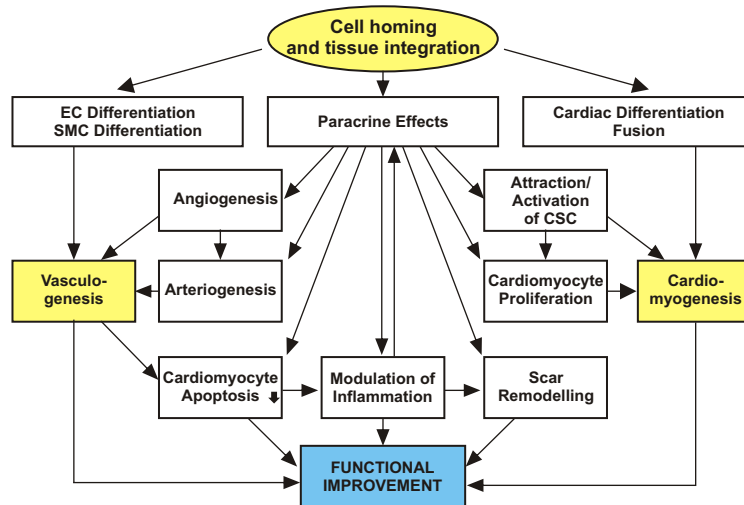 Cell homing
and tissue integration
EC Differentiation
SMC Differentiation
Paracrine Effects
Cardiac Differentiation
Fusion
Angiogenesis
Attraction/
Activation
of CSC
Vasculo-
genesis
Arteriogenesis
Cardiomyocyte
Proliferation
Cardio-
myogenesis
Cardiomyocyte
Apoptosis
Modulation of
Inflammation
Scar
Remodelling
FUNCTIONAL
IMPROVEMENT